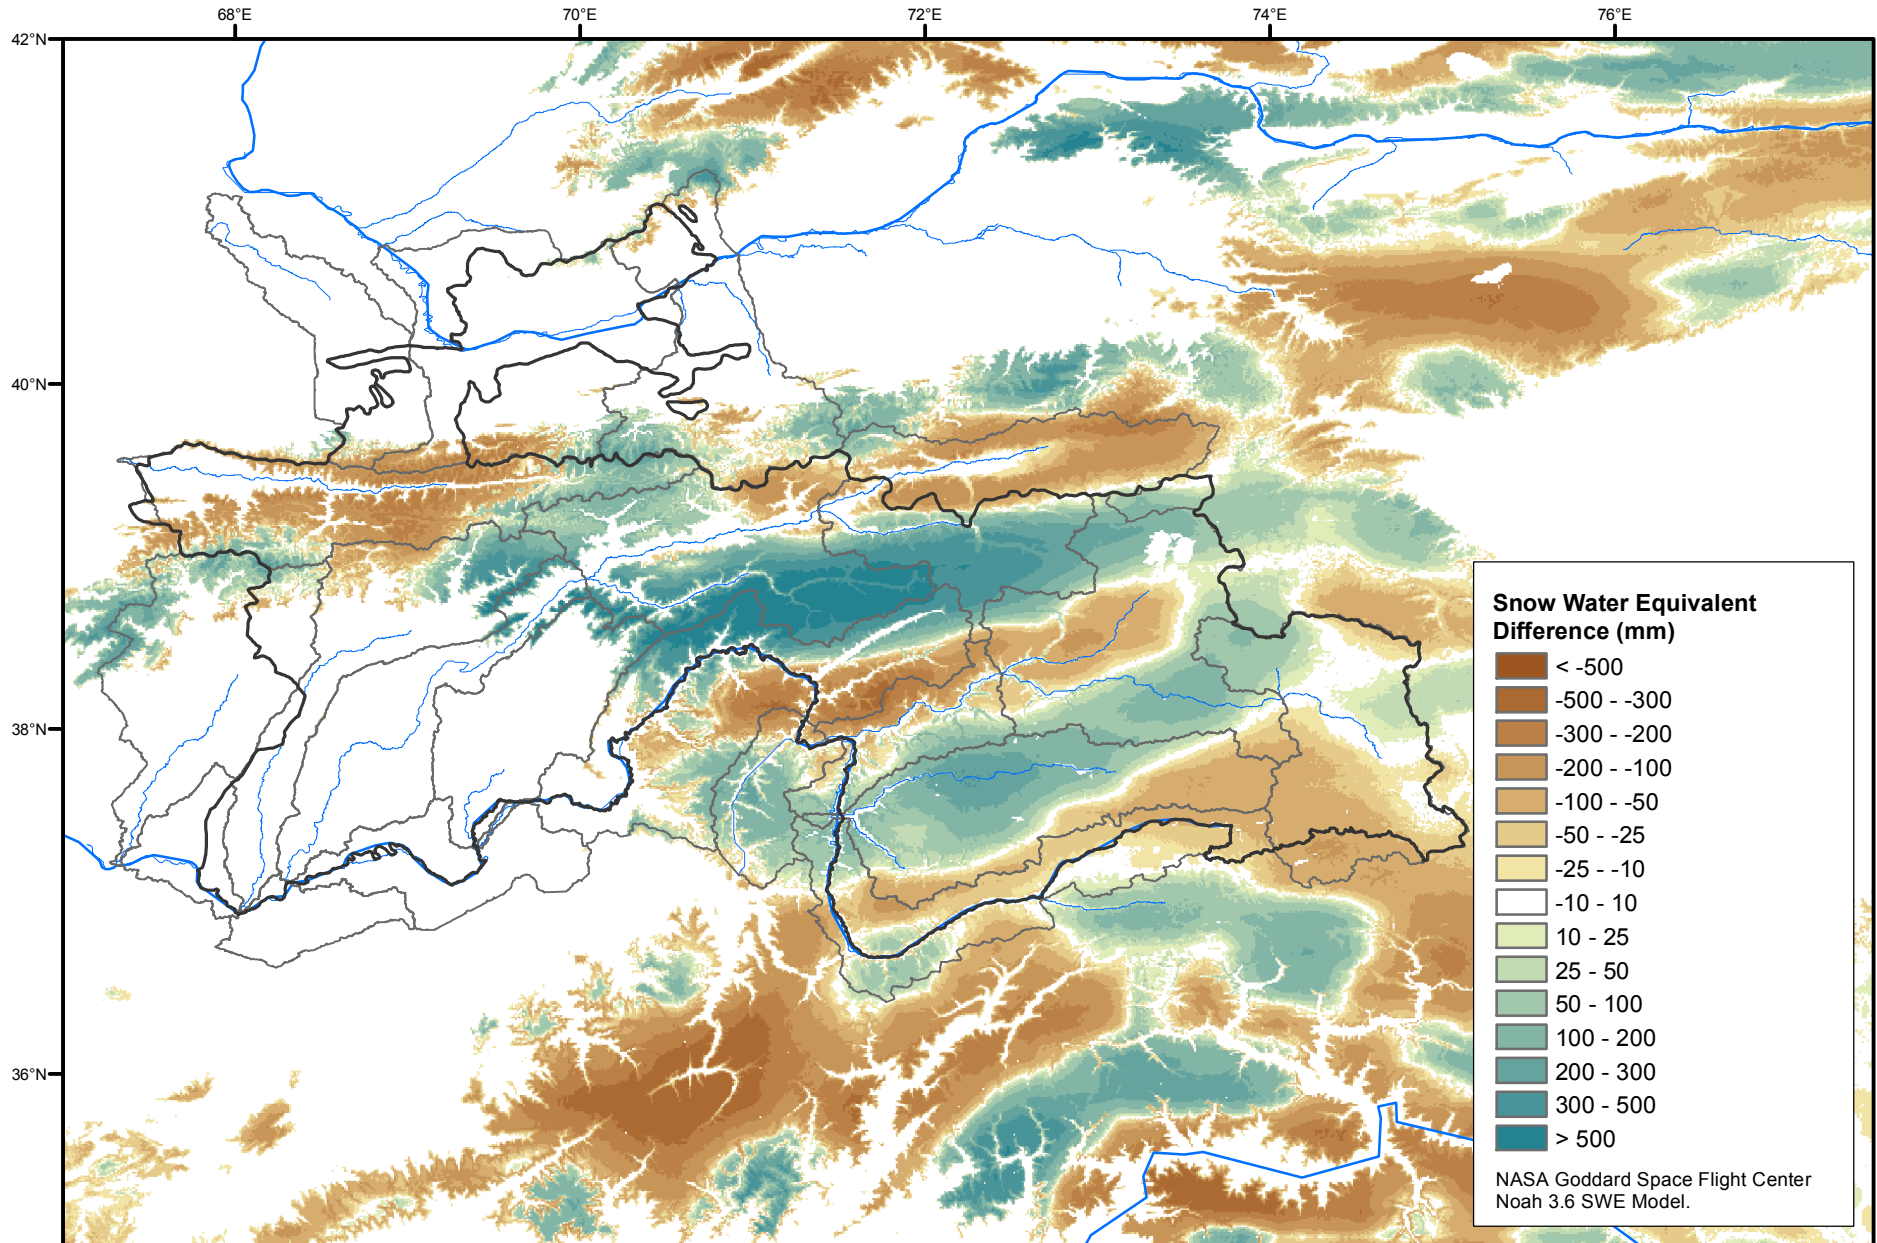 68°E 70°E 72°E 74°E 76°E
42°N
40°N
38°N
36°N
Snow Water Equivalent
Difference (mm)
< -500
-500 - -300
-300 - -200
-200 - -100
-100 - -50
-50 - -25
-25 - -10
-10 - 10
10 - 25
25 - 50
50 - 100
100 - 200
200 - 300
300 - 500
> 500
NASA Goddard Space Flight Center
Noah 3.6 SWE Model.